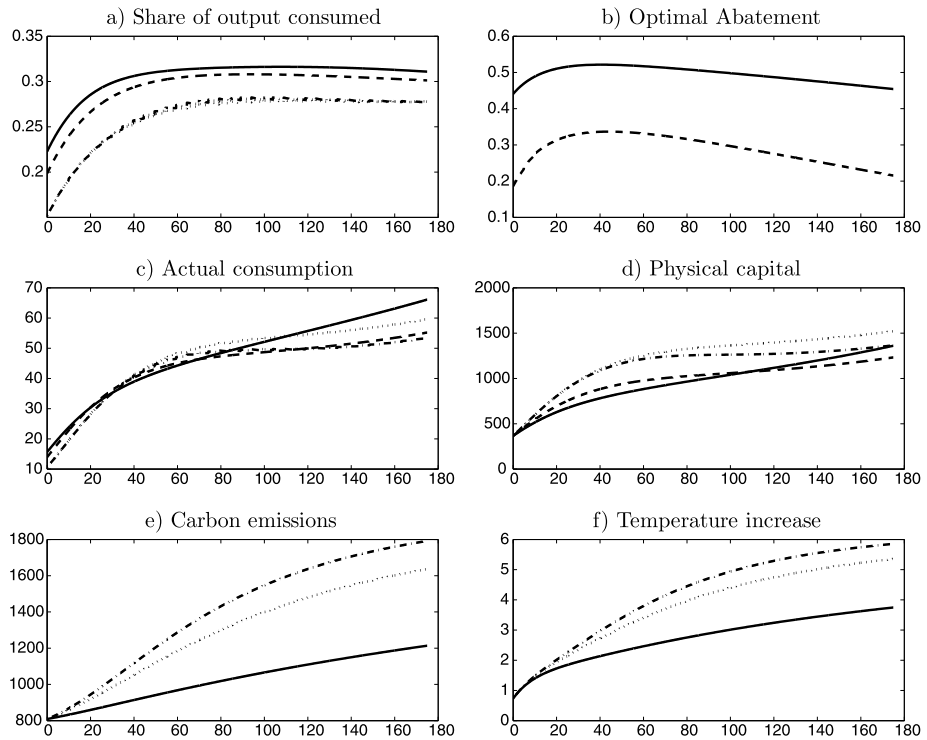 a) Share of output consumed
0.35
0.3
0.25
0.2
0 20 40 60 80 100 120 140 160 180
b) Optimal Abatement
0.6
0.5
0.4
0.3
0.2
0.1
0 20 40 60 80 100 120 140 160 180
c) Actual consumption
70
60
50
40
30
20
10
0 20 40 60 80 100 120 140 160 180
d) Physical capital
2000
1500
1000
500
0
0 20 40 60 80 100 120 140 160 180
e) Carbon emissions
1800
1600
1400
1200
1000
800
0 20 40 60 80 100 120 140 160 180
f) Temperature increase
6
5
4
3
2
1
0
0 20 40 60 80 100 120 140 160 180